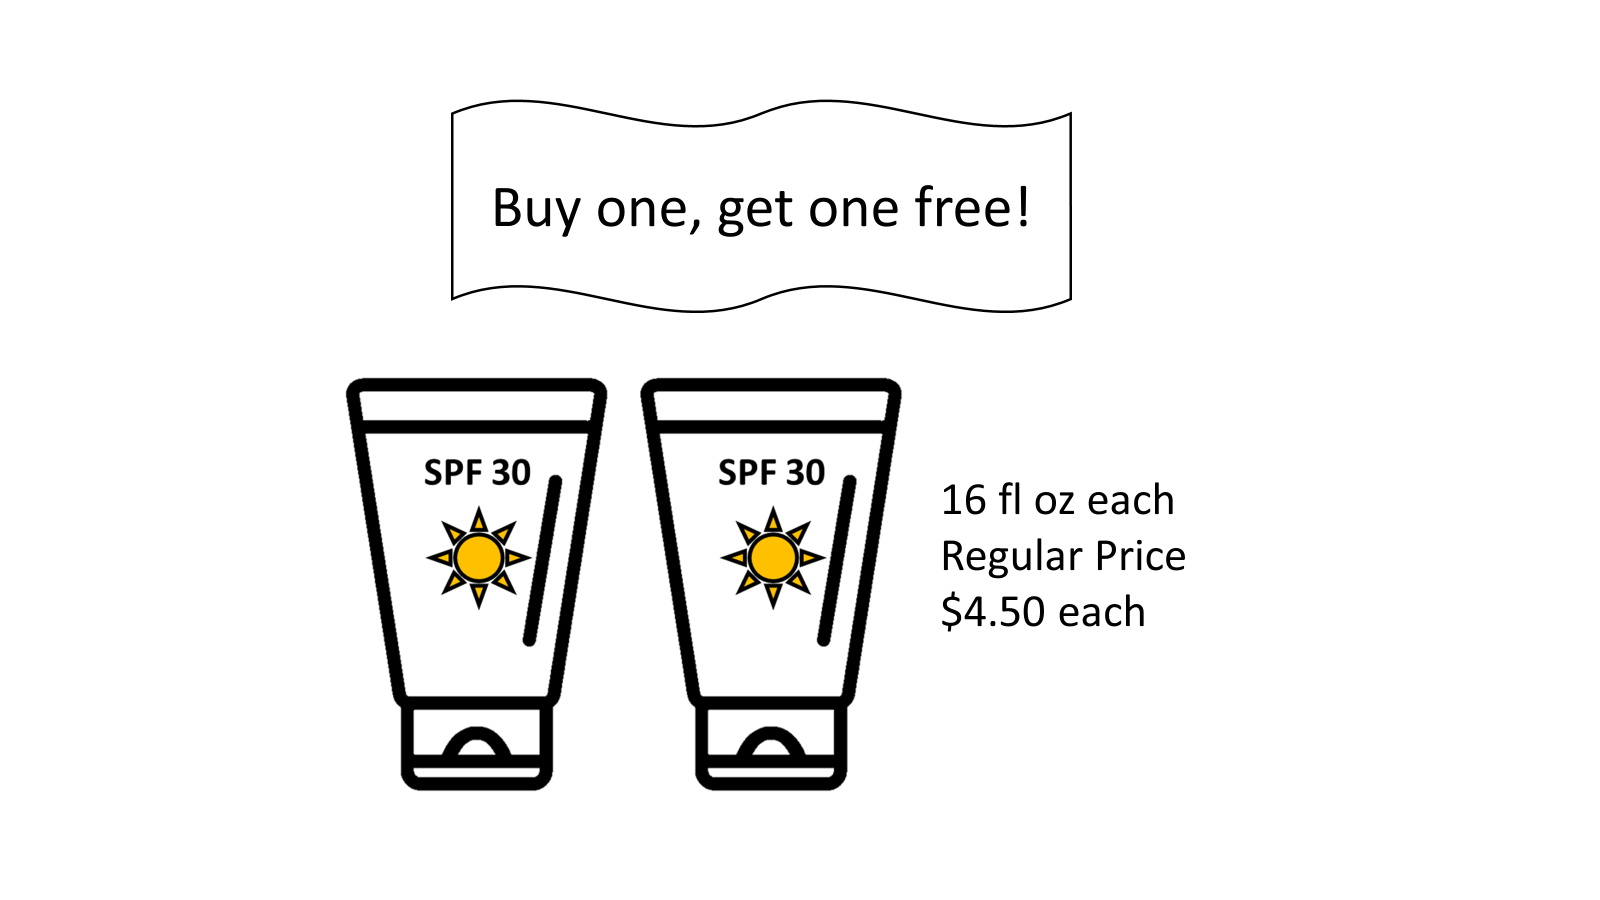 Buy one, get one free!
SPF 30
SPF 30
16 fl oz each
Regular Price
$4.50 each